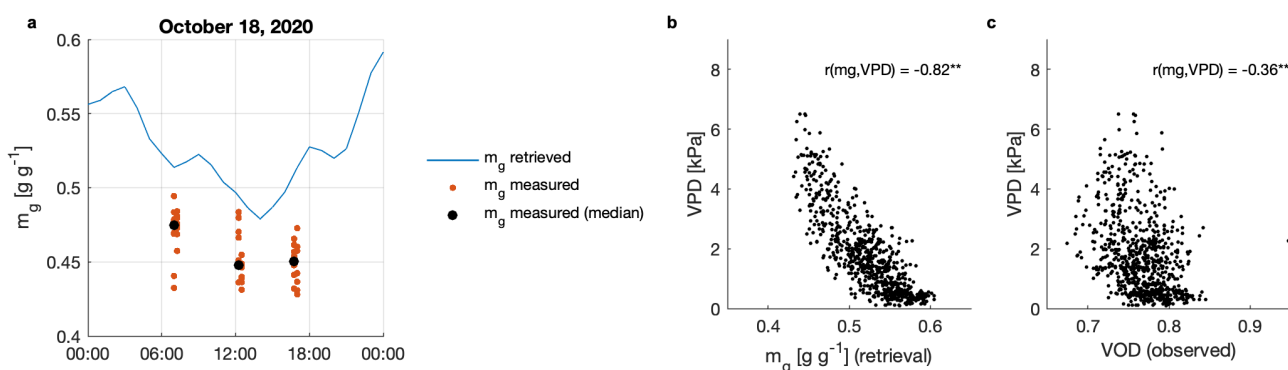 a
October 18, 2020
0.6
0.55
0.5
0.45
0.4
m_g [g g^-1]
00:00
06:00
12:00
18:00
00:00
m_g retrieved
m_g measured
m_g measured (median)
b
r(mg,VPD) = -0.82**
8
6
4
2
0
VPD [kPa]
0.4
0.5
0.6
m_g [g g^-1] (retrieval)
c
r(mg,VPD) = -0.36**
8
6
4
2
0
VPD [kPa]
0.7
0.8
0.9
VOD (observed)